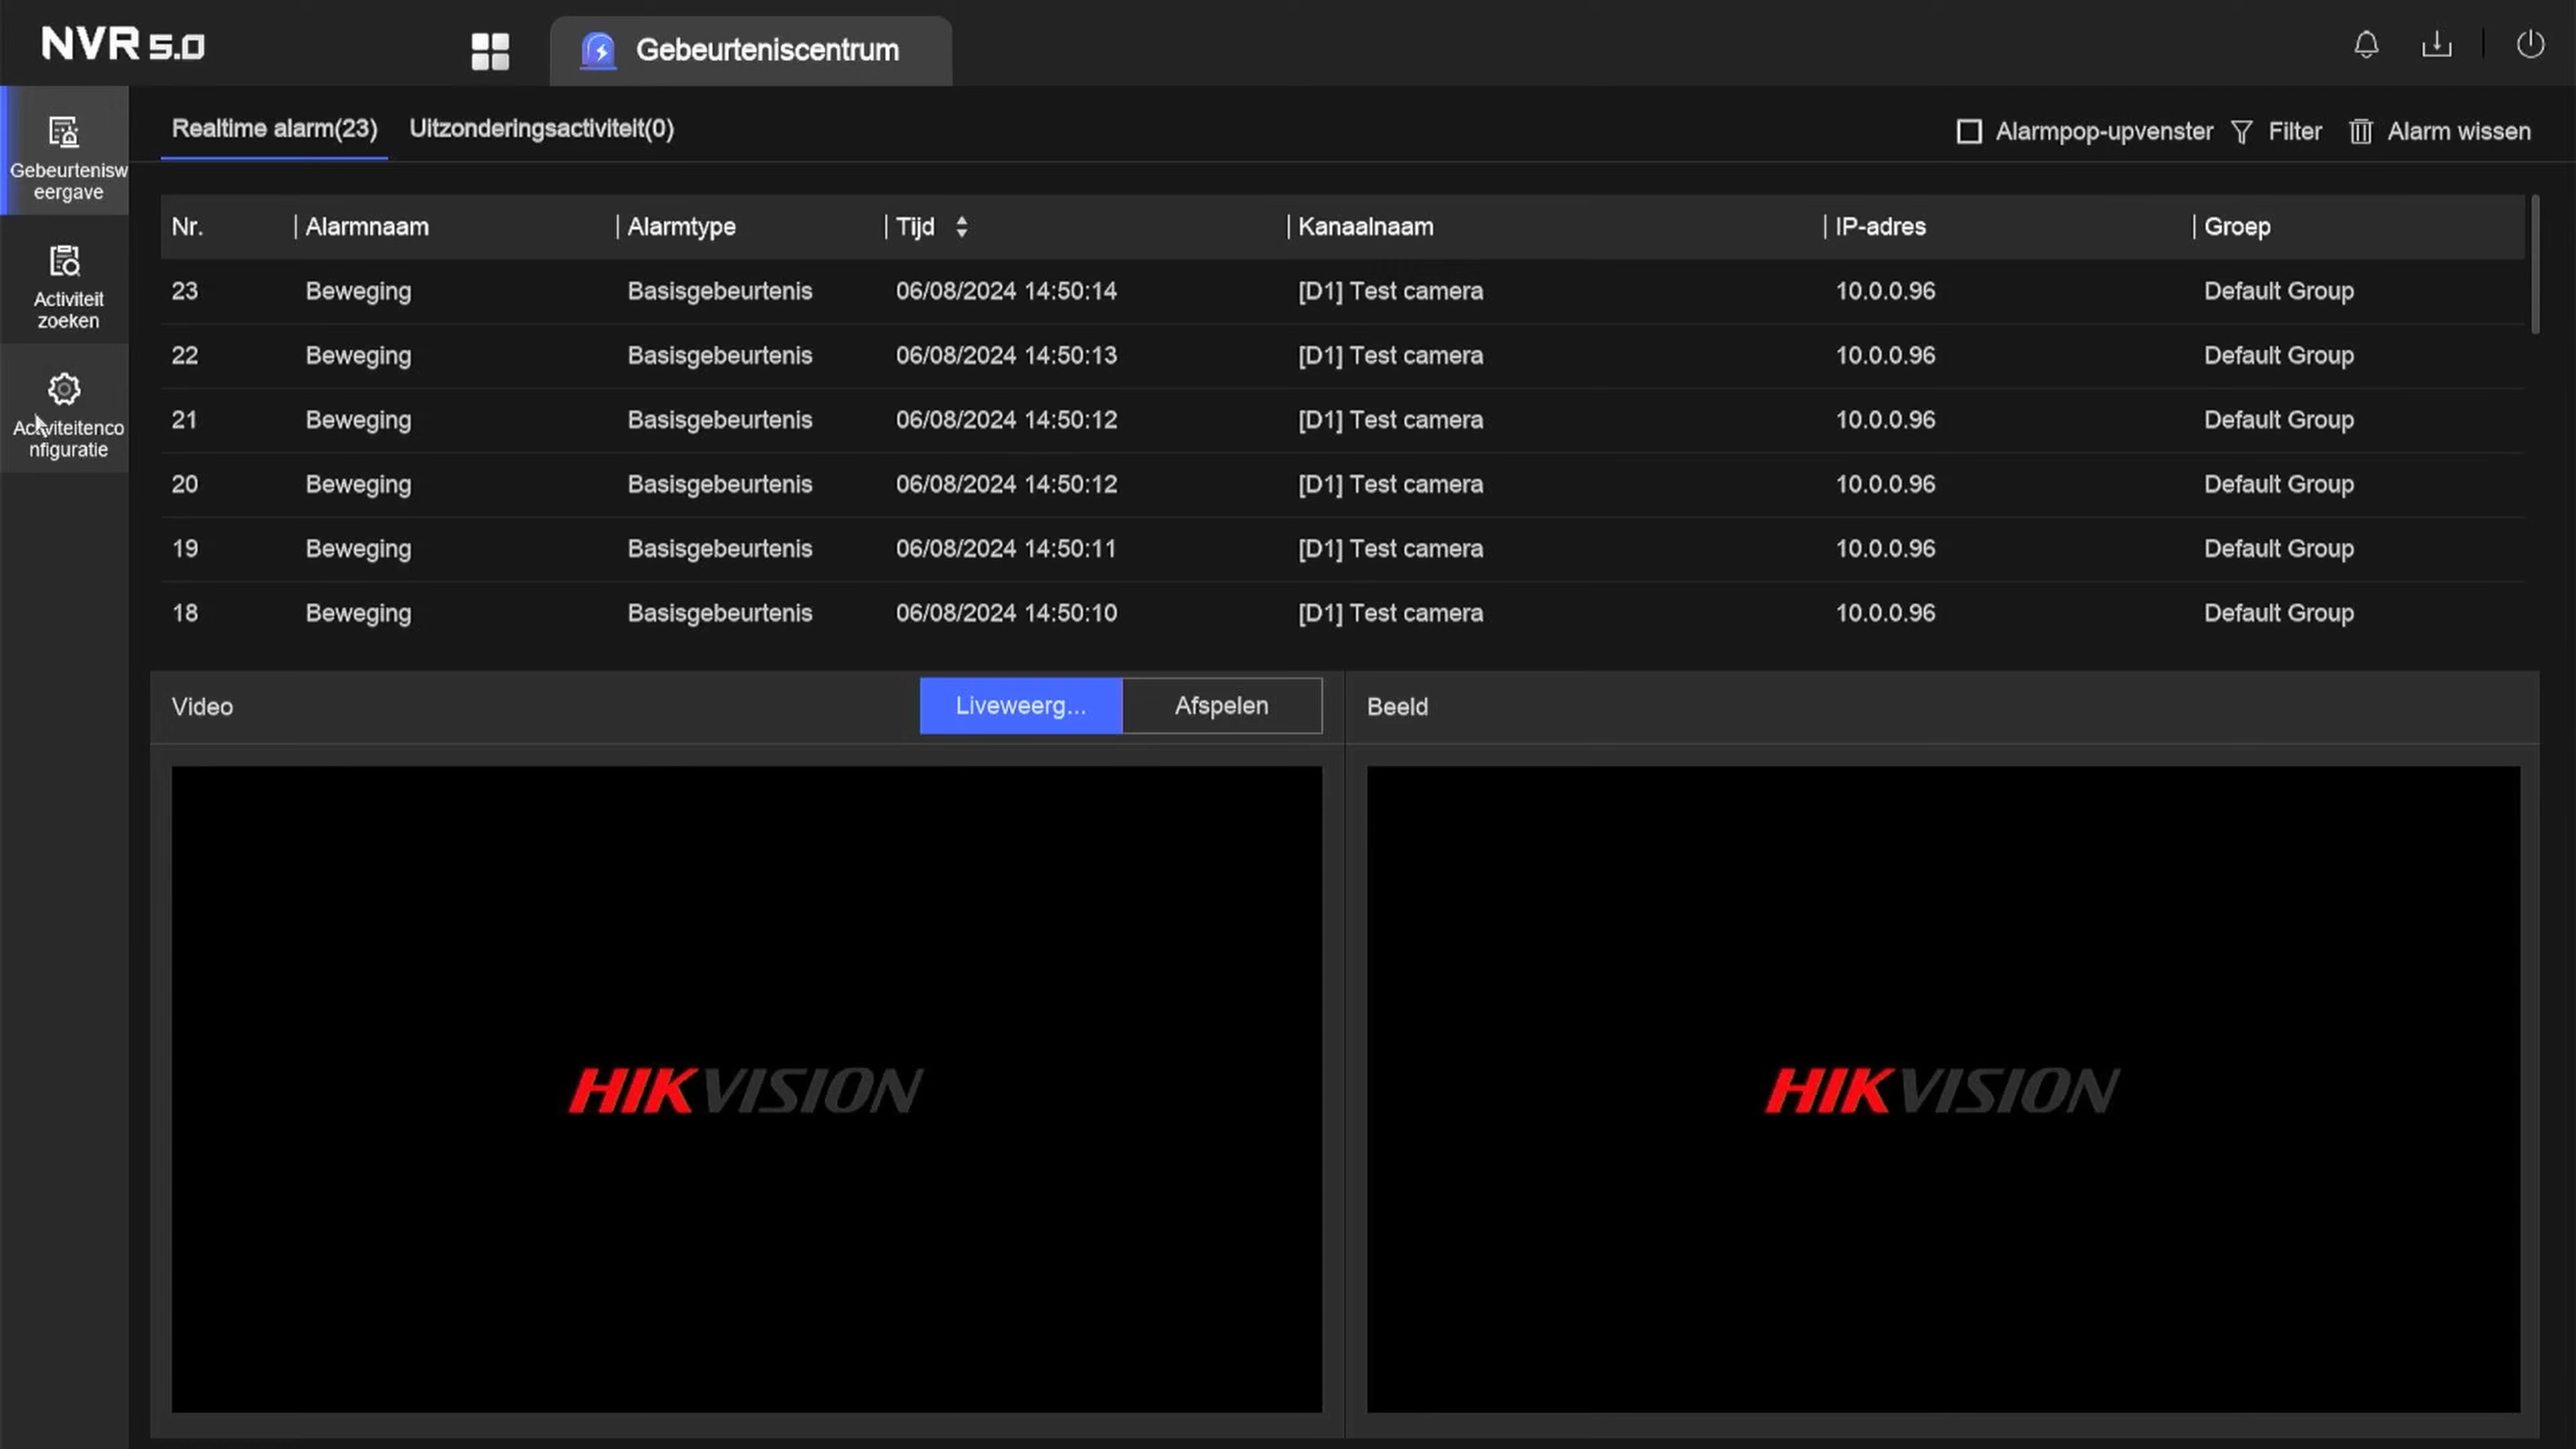 NVR 5.0
Gebeurteniscentrum
Gebeurtenisw
eergave
Activiteit
zoeken
Activiteitenco
nfiguratie
Realtime alarm(23) Uitzonderingsactiviteit(0)
Alarmpop-upvenster Filter Alarm wissen
Nr. Alarmnaam Alarmtype Tijd Kanaalnaam IP-adres Groep
23 Beweging Basisgebeurtenis 06/08/2024 14:50:14 [D1] Test camera 10.0.0.96 Default Group
22 Beweging Basisgebeurtenis 06/08/2024 14:50:13 [D1] Test camera 10.0.0.96 Default Group
21 Beweging Basisgebeurtenis 06/08/2024 14:50:12 [D1] Test camera 10.0.0.96 Default Group
20 Beweging Basisgebeurtenis 06/08/2024 14:50:12 [D1] Test camera 10.0.0.96 Default Group
19 Beweging Basisgebeurtenis 06/08/2024 14:50:11 [D1] Test camera 10.0.0.96 Default Group
18 Beweging Basisgebeurtenis 06/08/2024 14:50:10 [D1] Test camera 10.0.0.96 Default Group
Video Liveweerg... Afspelen Beeld
HIKVISION HIKVISION